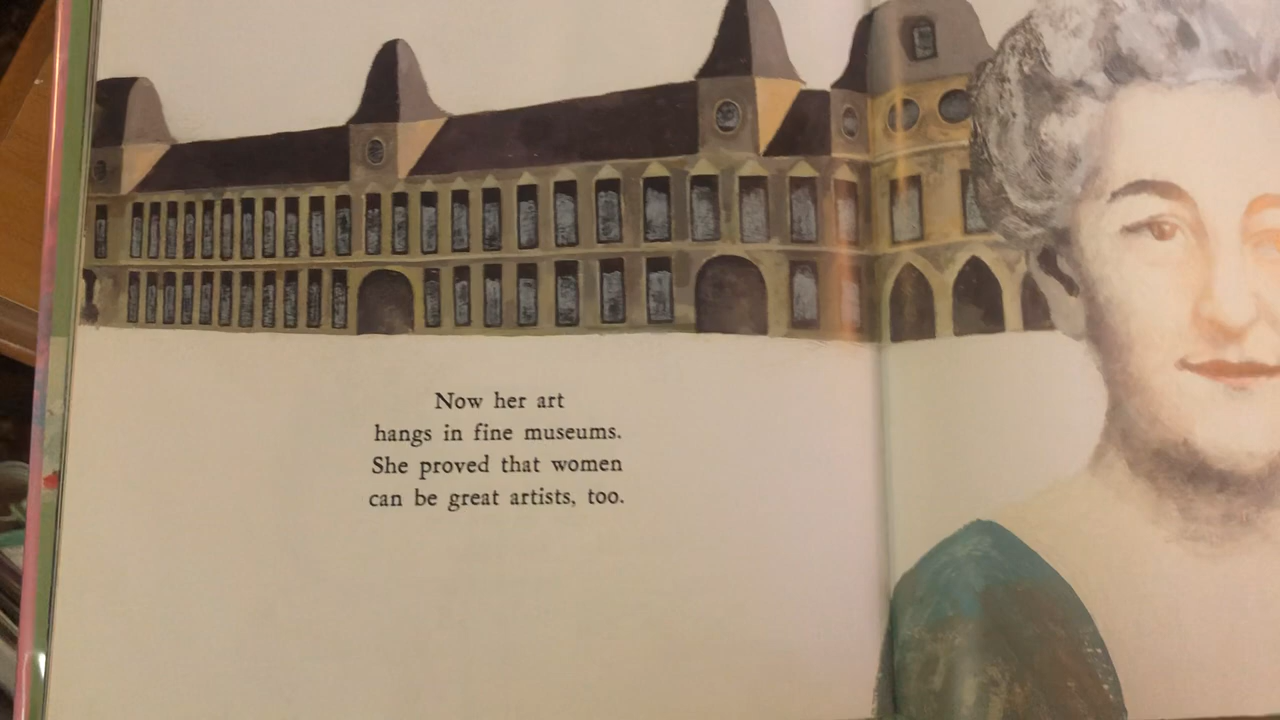 Now her art
hangs in fine museums.
She proved that women
can be great artists, too.